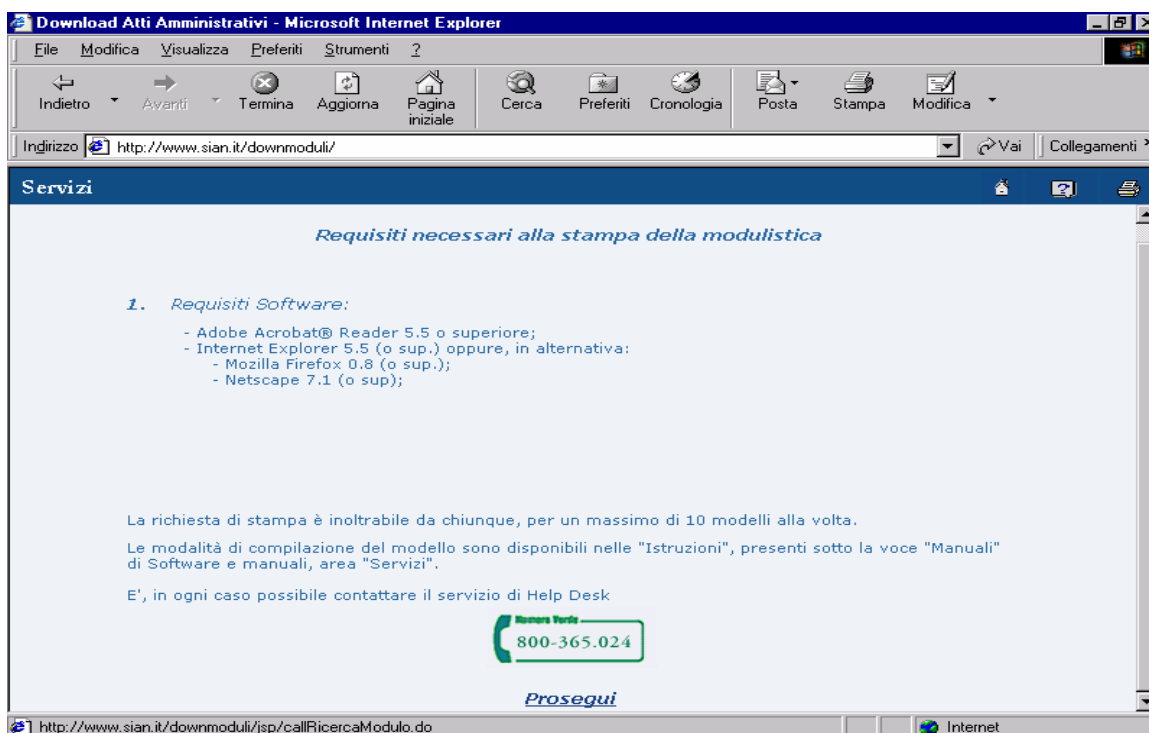 Download Atti Amministrativi - Microsoft Internet Explorer
File Modifica Visualizza Preferiti Strumenti ?
Indietro Avanti Termina Aggiorna Pagina iniziale Cerca Preferiti Cronologia Posta Stampa Modifica
Indirizzo http://www.sian.it/downmoduli/ Vai Collegamenti »
Servizi
Requisiti necessari alla stampa della modulistica
1. Requisiti Software:
- Adobe Acrobat® Reader 5.5 o superiore;
- Internet Explorer 5.5 (o sup.) oppure, in alternativa:
- Mozilla Firefox 0.8 (o sup.);
- Netscape 7.1 (o sup);
La richiesta di stampa è inoltrabile da chiunque, per un massimo di 10 modelli alla volta.
Le modalità di compilazione del modello sono disponibili nelle "Istruzioni", presenti sotto la voce "Manuali"
di Software e manuali, area "Servizi".
E', in ogni caso possibile contattare il servizio di Help Desk
Numero Verde
800-365.024
Prosegui
http://www.sian.it/downmoduli/jsp/callRicercaModulo.do Internet